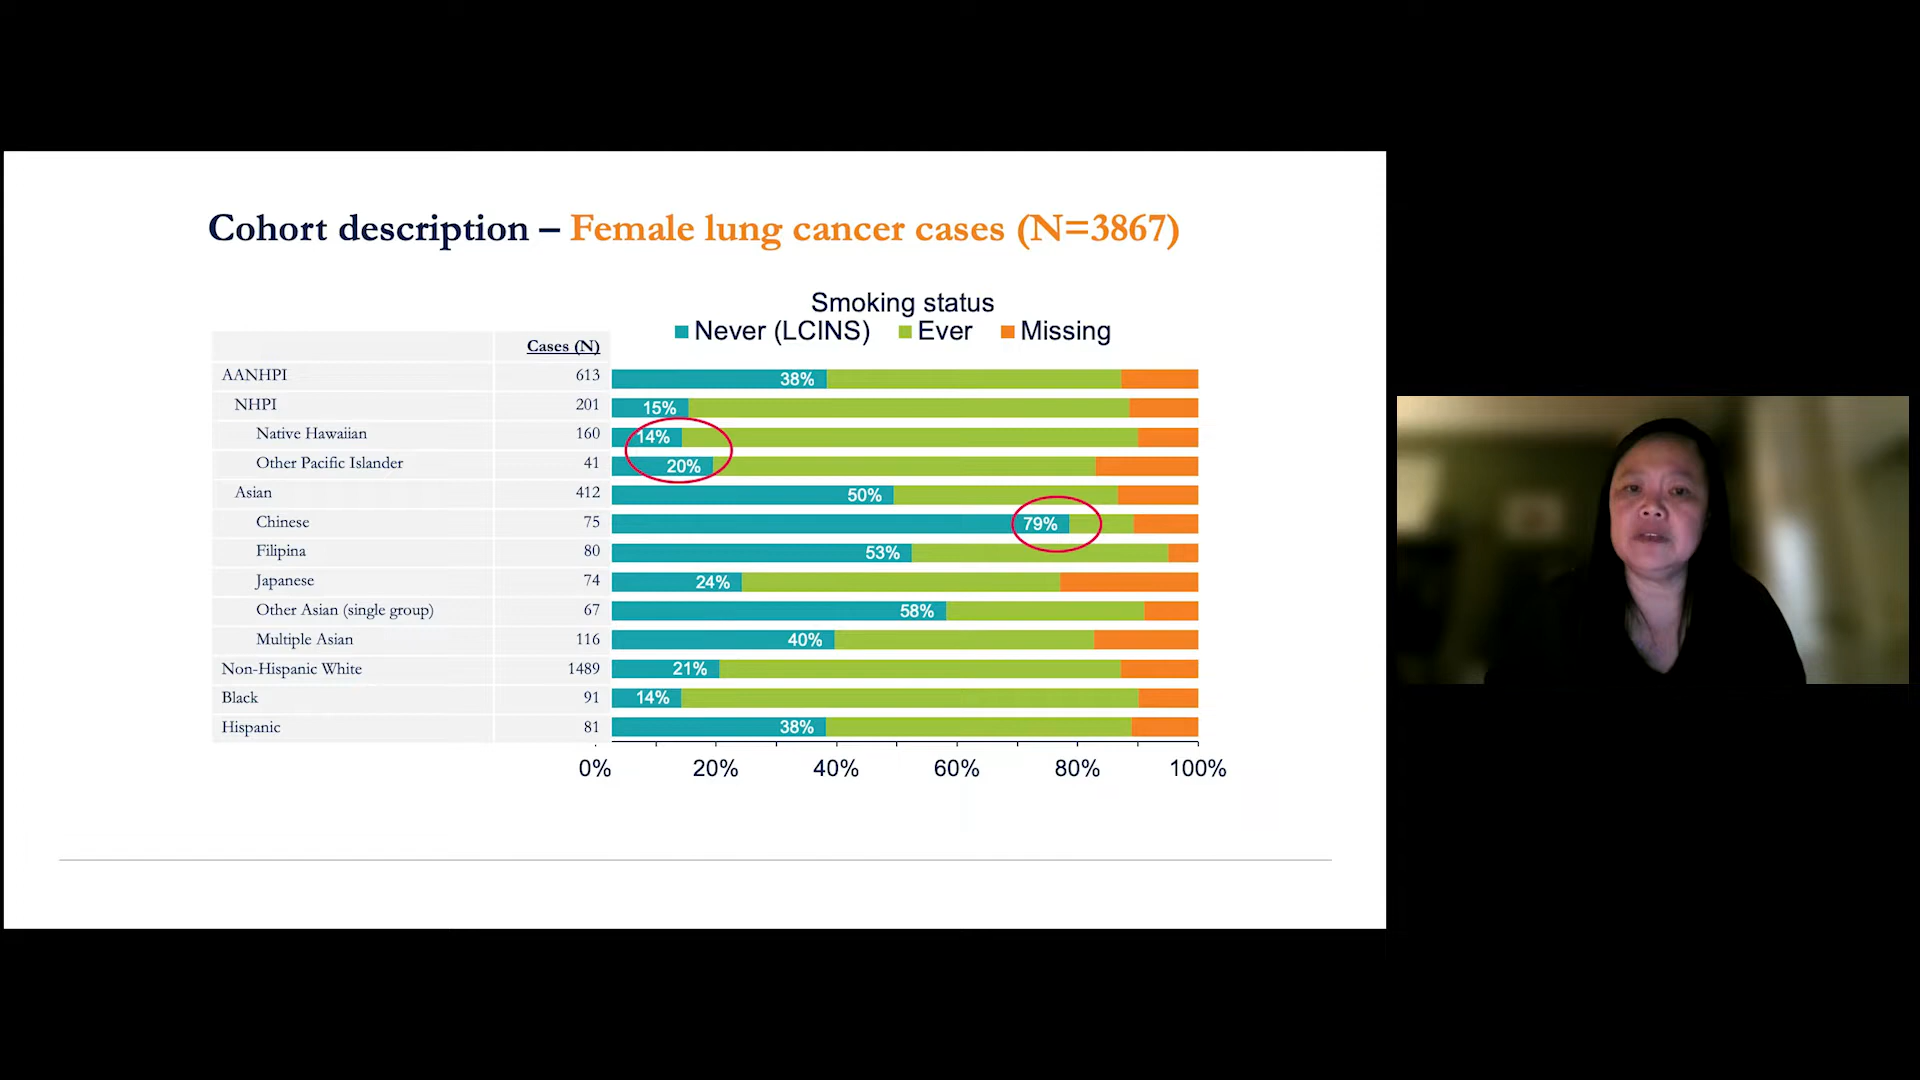 Cohort description – Female lung cancer cases (N=3867)
Smoking status
Never (LCINS) Ever Missing
Cases (N)
AANHPI 613 38%
NHPI 201 15%
Native Hawaiian 160 14%
Other Pacific Islander 41 20%
Asian 412 50%
Chinese 75 79%
Filipina 80 53%
Japanese 74 24%
Other Asian (single group) 67 58%
Multiple Asian 116 40%
Non-Hispanic White 1489 21%
Black 91 14%
Hispanic 81 38%
0% 20% 40% 60% 80% 100%